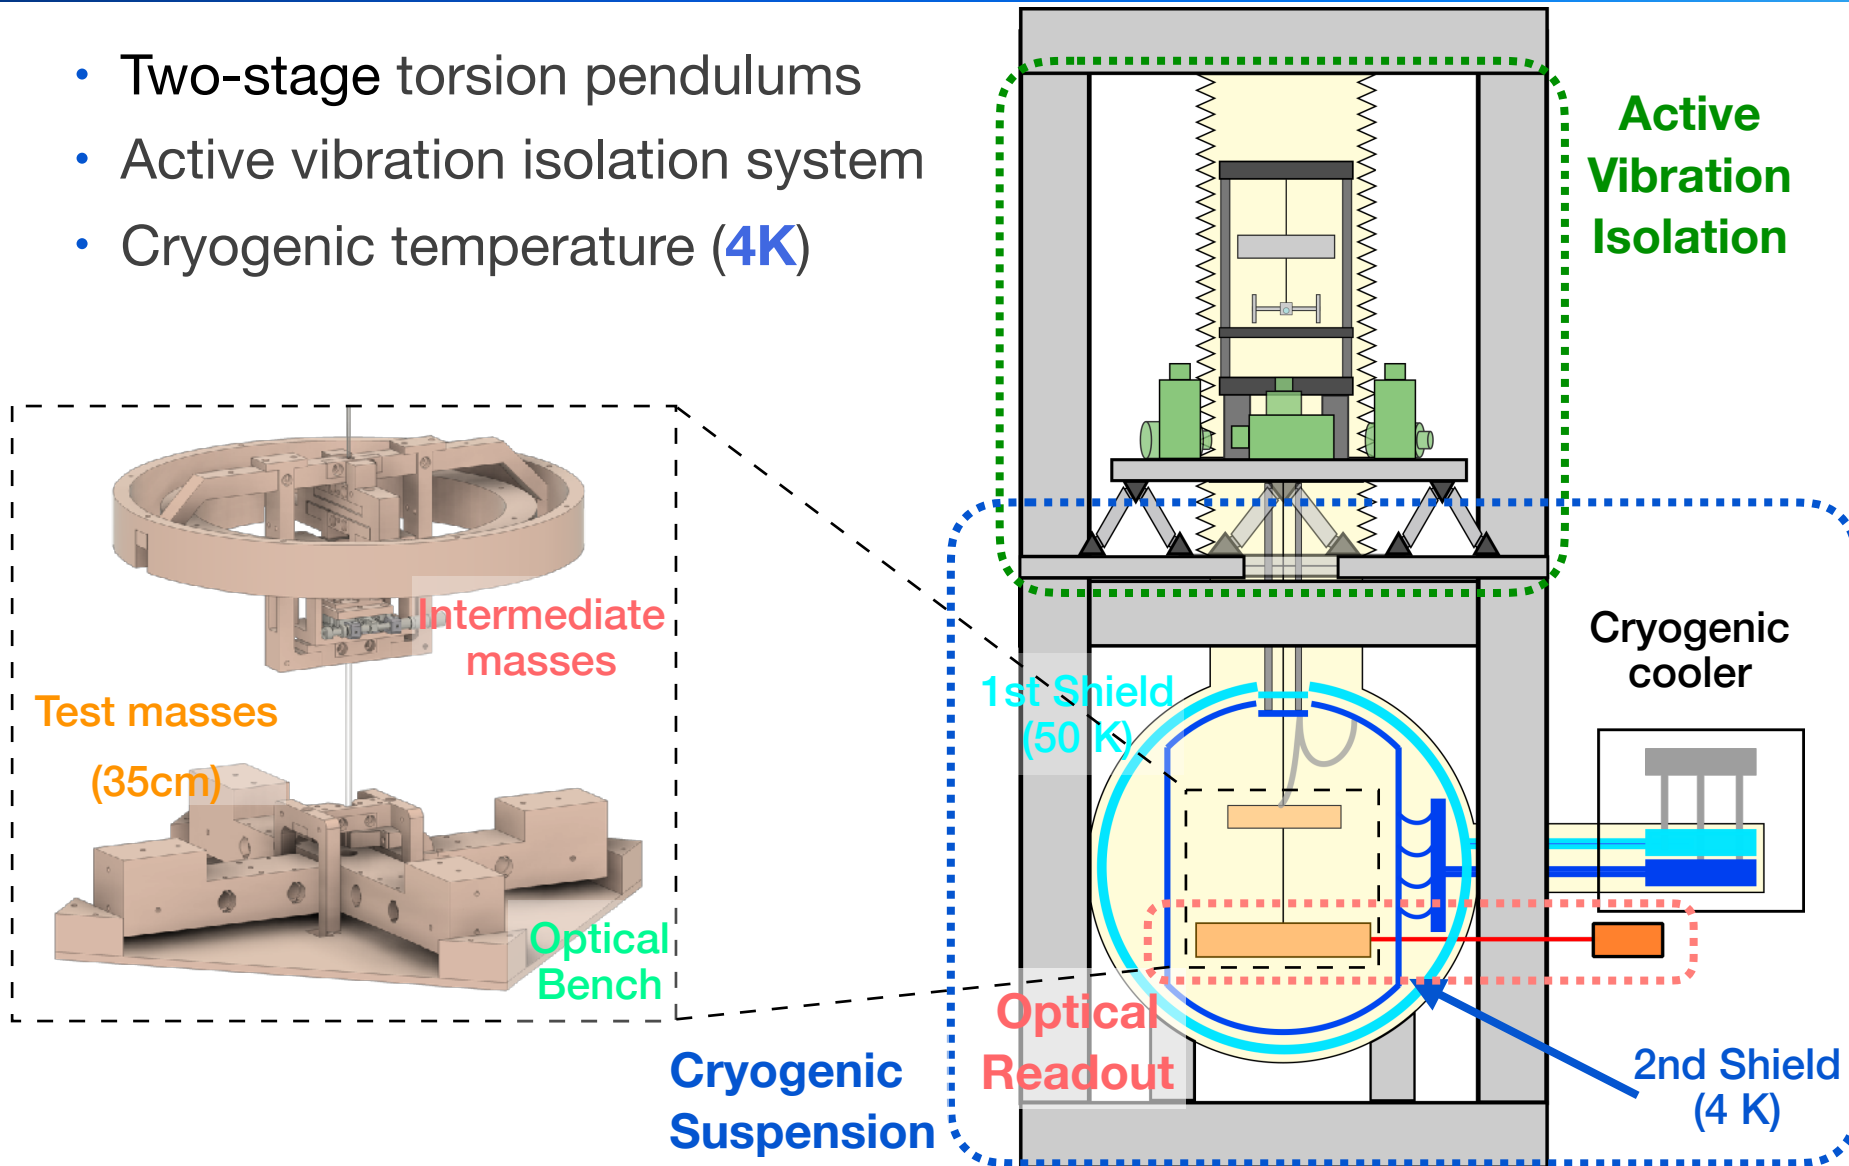 • Two-stage torsion pendulums
• Active vibration isolation system
• Cryogenic temperature (4K)
Active
Vibration
Isolation
Intermediate
masses
Test masses
(35cm)
Optical
Bench
1st Shield
(50 K)
Cryogenic
cooler
Optical
Readout
Cryogenic
Suspension
2nd Shield
(4 K)